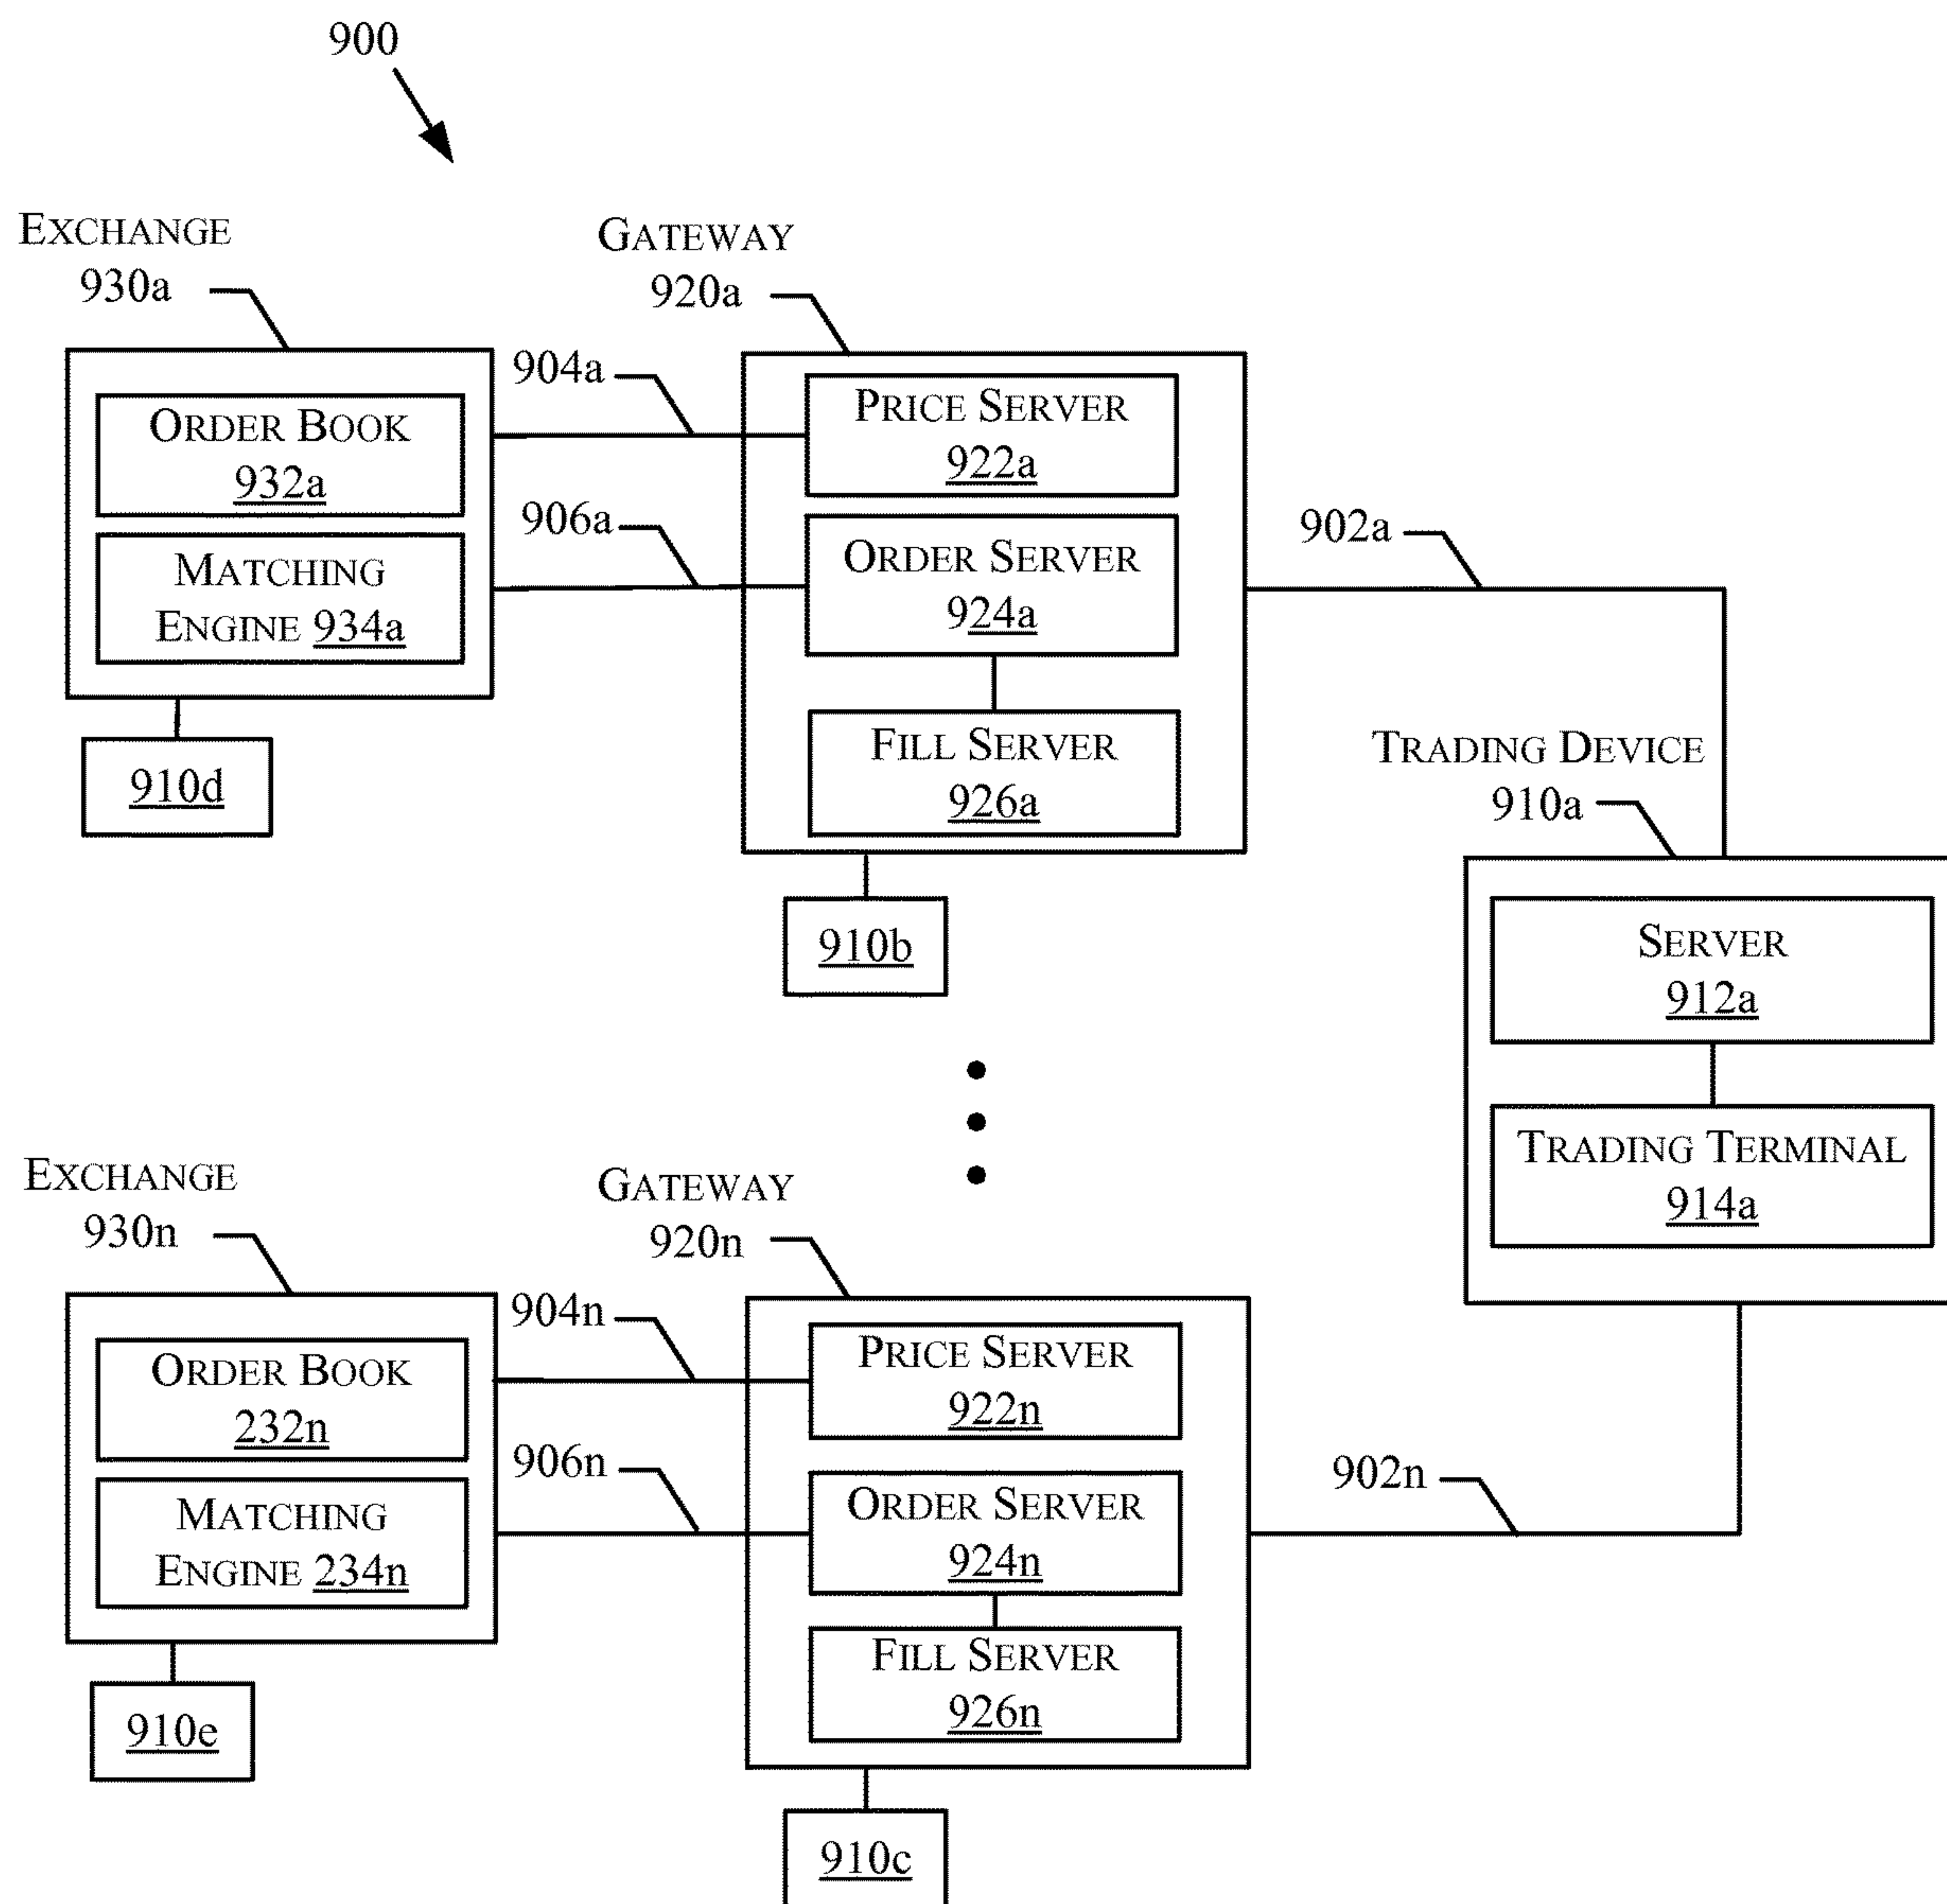 900
EXCHANGE
930a
GATEWAY
920a
904a
ORDER BOOK
932a
PRICE SERVER
922a
906a
902a
MATCHING
ENGINE 934a
ORDER SERVER
924a
910d
FILL SERVER
926a
TRADING DEVICE
910a
910b
SERVER
912a
TRADING TERMINAL
914a
EXCHANGE
930n
GATEWAY
920n
904n
ORDER BOOK
232n
PRICE SERVER
922n
906n
902n
MATCHING
ENGINE 234n
ORDER SERVER
924n
910e
FILL SERVER
926n
910c